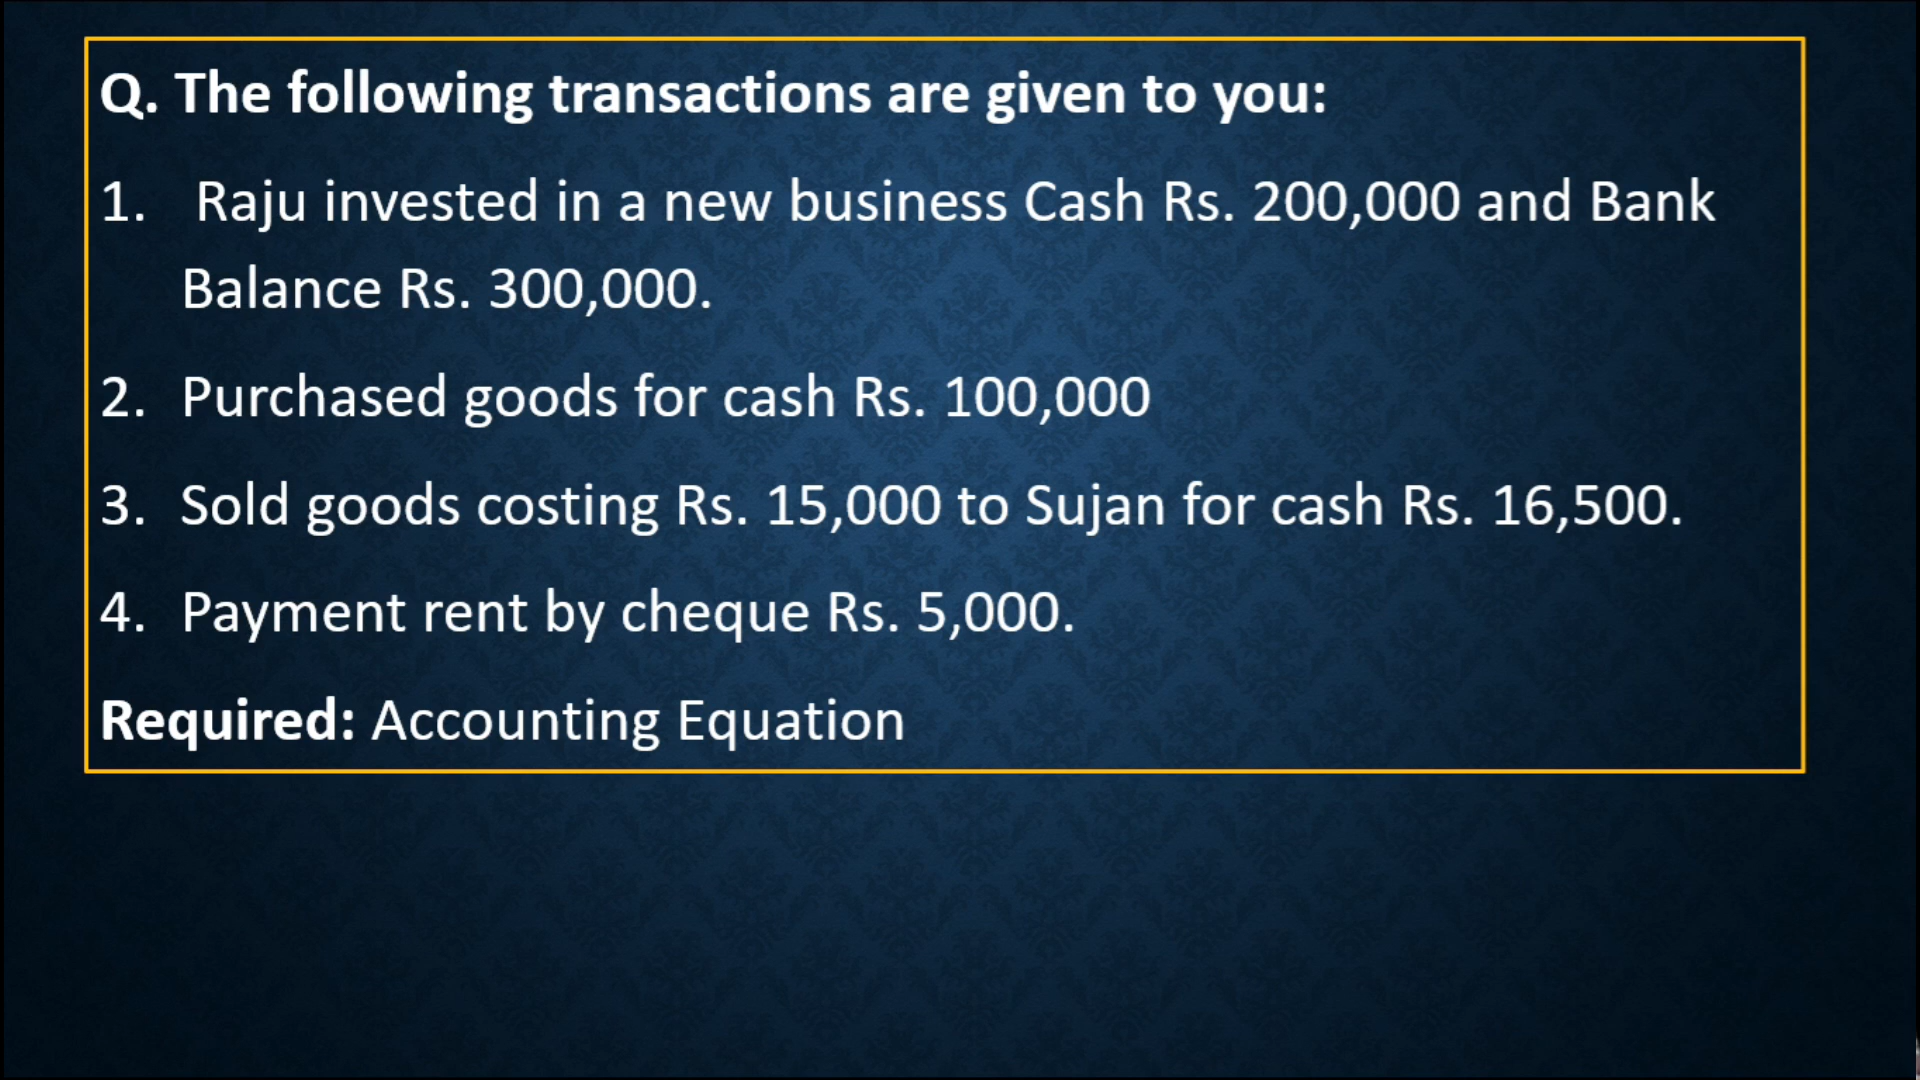 Q. The following transactions are given to you:
1. Raju invested in a new business Cash Rs. 200,000 and Bank
Balance Rs. 300,000.
2. Purchased goods for cash Rs. 100,000
3. Sold goods costing Rs. 15,000 to Sujan for cash Rs. 16,500.
4. Payment rent by cheque Rs. 5,000.
Required: Accounting Equation